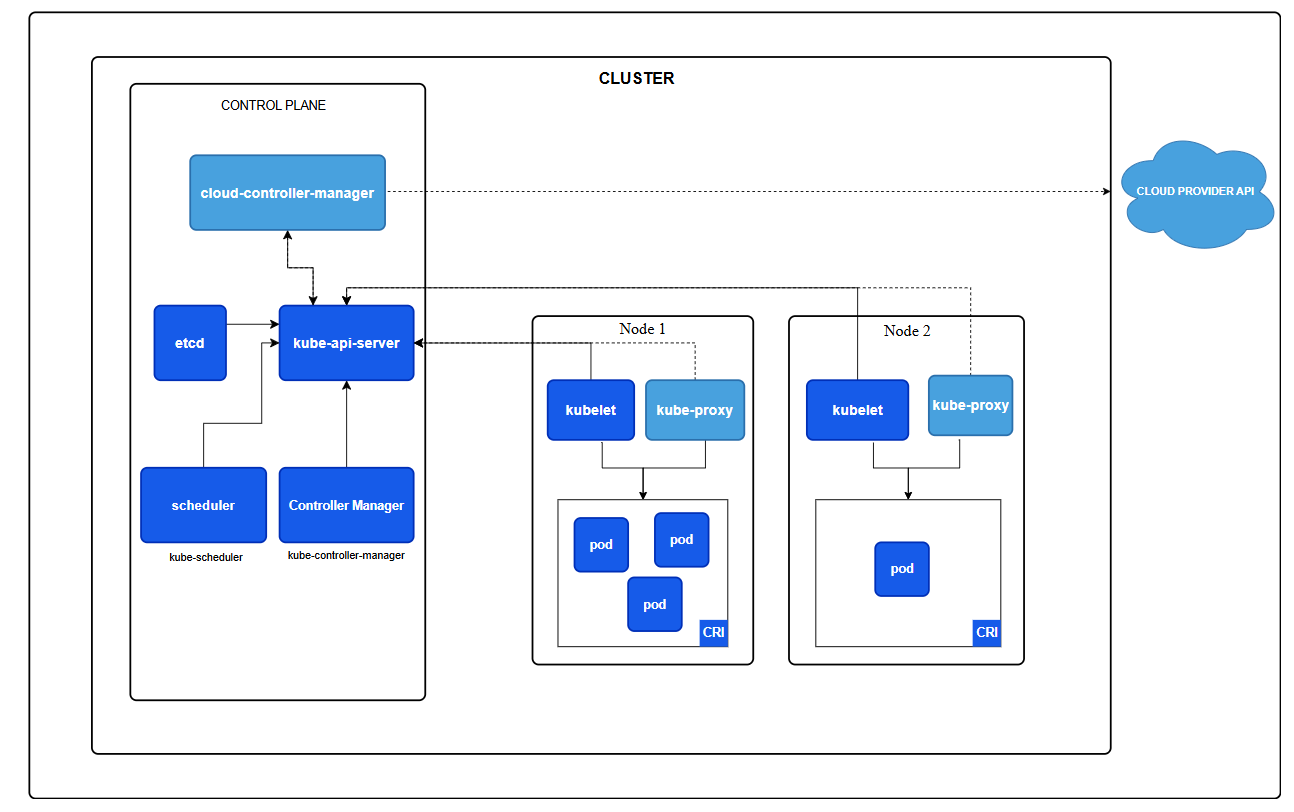 CLUSTER
CONTROL PLANE
cloud-controller-manager
CLOUD PROVIDER API
etcd
kube-api-server
scheduler
kube-scheduler
Controller Manager
kube-controller-manager
Node 1
kubelet
kube-proxy
pod
pod
pod
CRI
Node 2
kubelet
kube-proxy
pod
CRI